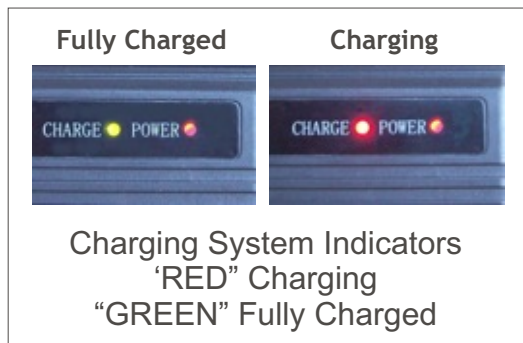 Fully Charged
Charging
CHARGE POWER
CHARGE POWER
Charging System Indicators
‘RED” Charging
“GREEN” Fully Charged